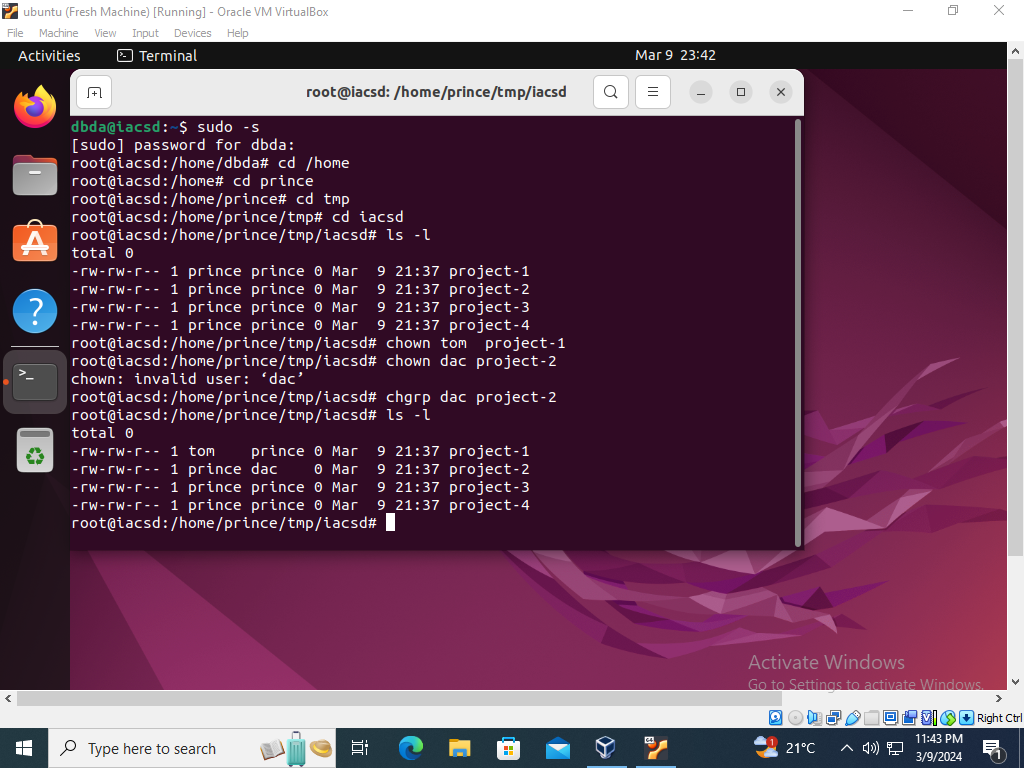 ubuntu (Fresh Machine) [Running] - Oracle VM VirtualBox
File Machine View Input Devices Help
Activities Terminal Mar 9 23:42
root@iacsd: /home/prince/tmp/iacsd
dbda@iacsd:~$ sudo -s
[sudo] password for dbda:
root@iacsd:/home/dbda# cd /home
root@iacsd:/home# cd prince
root@iacsd:/home/prince# cd tmp
root@iacsd:/home/prince/tmp# cd iacsd
root@iacsd:/home/prince/tmp/iacsd# ls -l
total 0
-rw-rw-r-- 1 prince prince 0 Mar  9 21:37 project-1
-rw-rw-r-- 1 prince prince 0 Mar  9 21:37 project-2
-rw-rw-r-- 1 prince prince 0 Mar  9 21:37 project-3
-rw-rw-r-- 1 prince prince 0 Mar  9 21:37 project-4
root@iacsd:/home/prince/tmp/iacsd# chown tom  project-1
root@iacsd:/home/prince/tmp/iacsd# chown dac project-2
chown: invalid user: ‘dac’
root@iacsd:/home/prince/tmp/iacsd# chgrp dac project-2
root@iacsd:/home/prince/tmp/iacsd# ls -l
total 0
-rw-rw-r-- 1 tom    prince 0 Mar  9 21:37 project-1
-rw-rw-r-- 1 prince dac    0 Mar  9 21:37 project-2
-rw-rw-r-- 1 prince prince 0 Mar  9 21:37 project-3
-rw-rw-r-- 1 prince prince 0 Mar  9 21:37 project-4
root@iacsd:/home/prince/tmp/iacsd#
Activate Windows
Go to Settings to activate Windows.
Right Ctrl
Type here to search
1
21°C
11:43 PM
3/9/2024
1